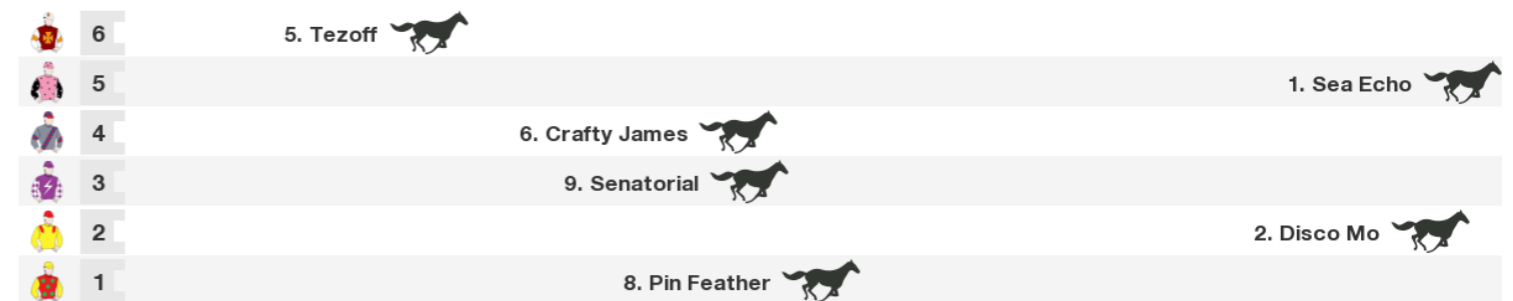 6 5. Tezoff
5 1. Sea Echo
4 6. Crafty James
3 9. Senatorial
2 2. Disco Mo
1 8. Pin Feather